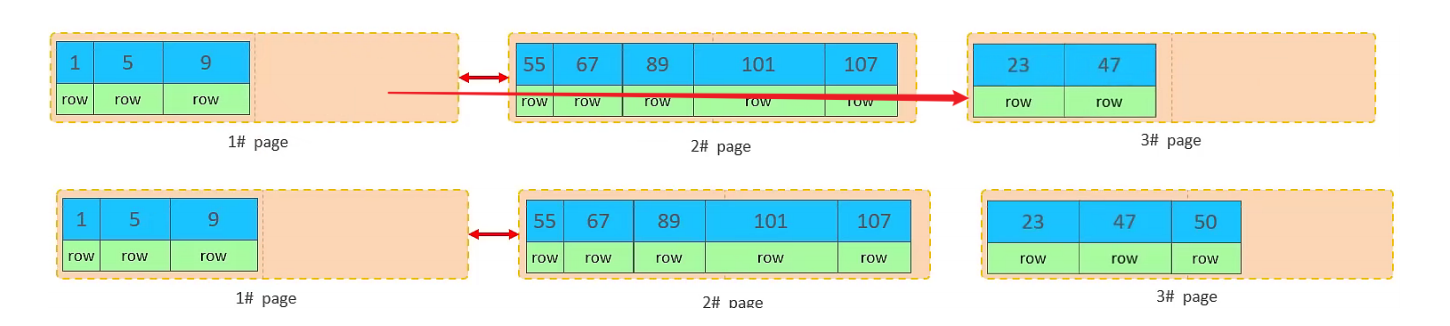 1 5 9
row row row
1# page
55 67 89 101 107
row row row row row
2# page
23 47
row row
3# page
1 5 9
row row row
1# page
55 67 89 101 107
row row row row row
2# page
23 47 50
row row row
3# page